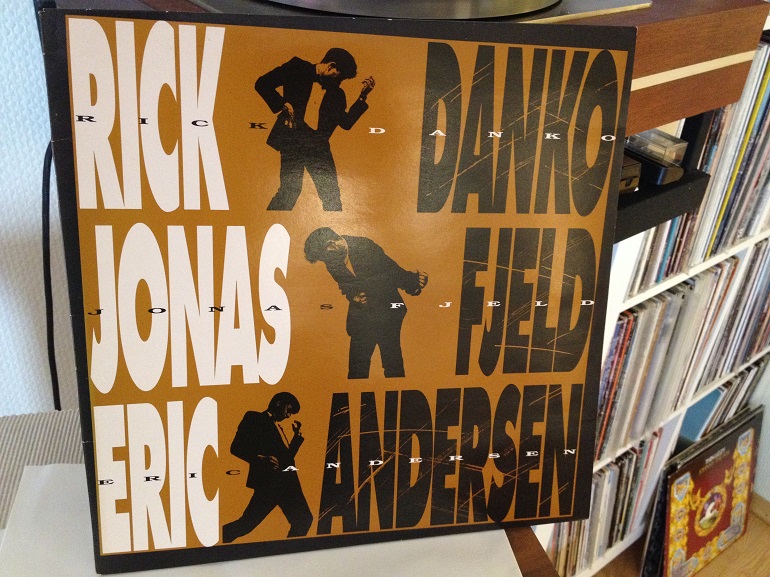 RICK DANKO
RICK DANKO
JONAS FJELD
JONAS FJELD
ERIC ANDERSEN
ERIC ANDERSEN